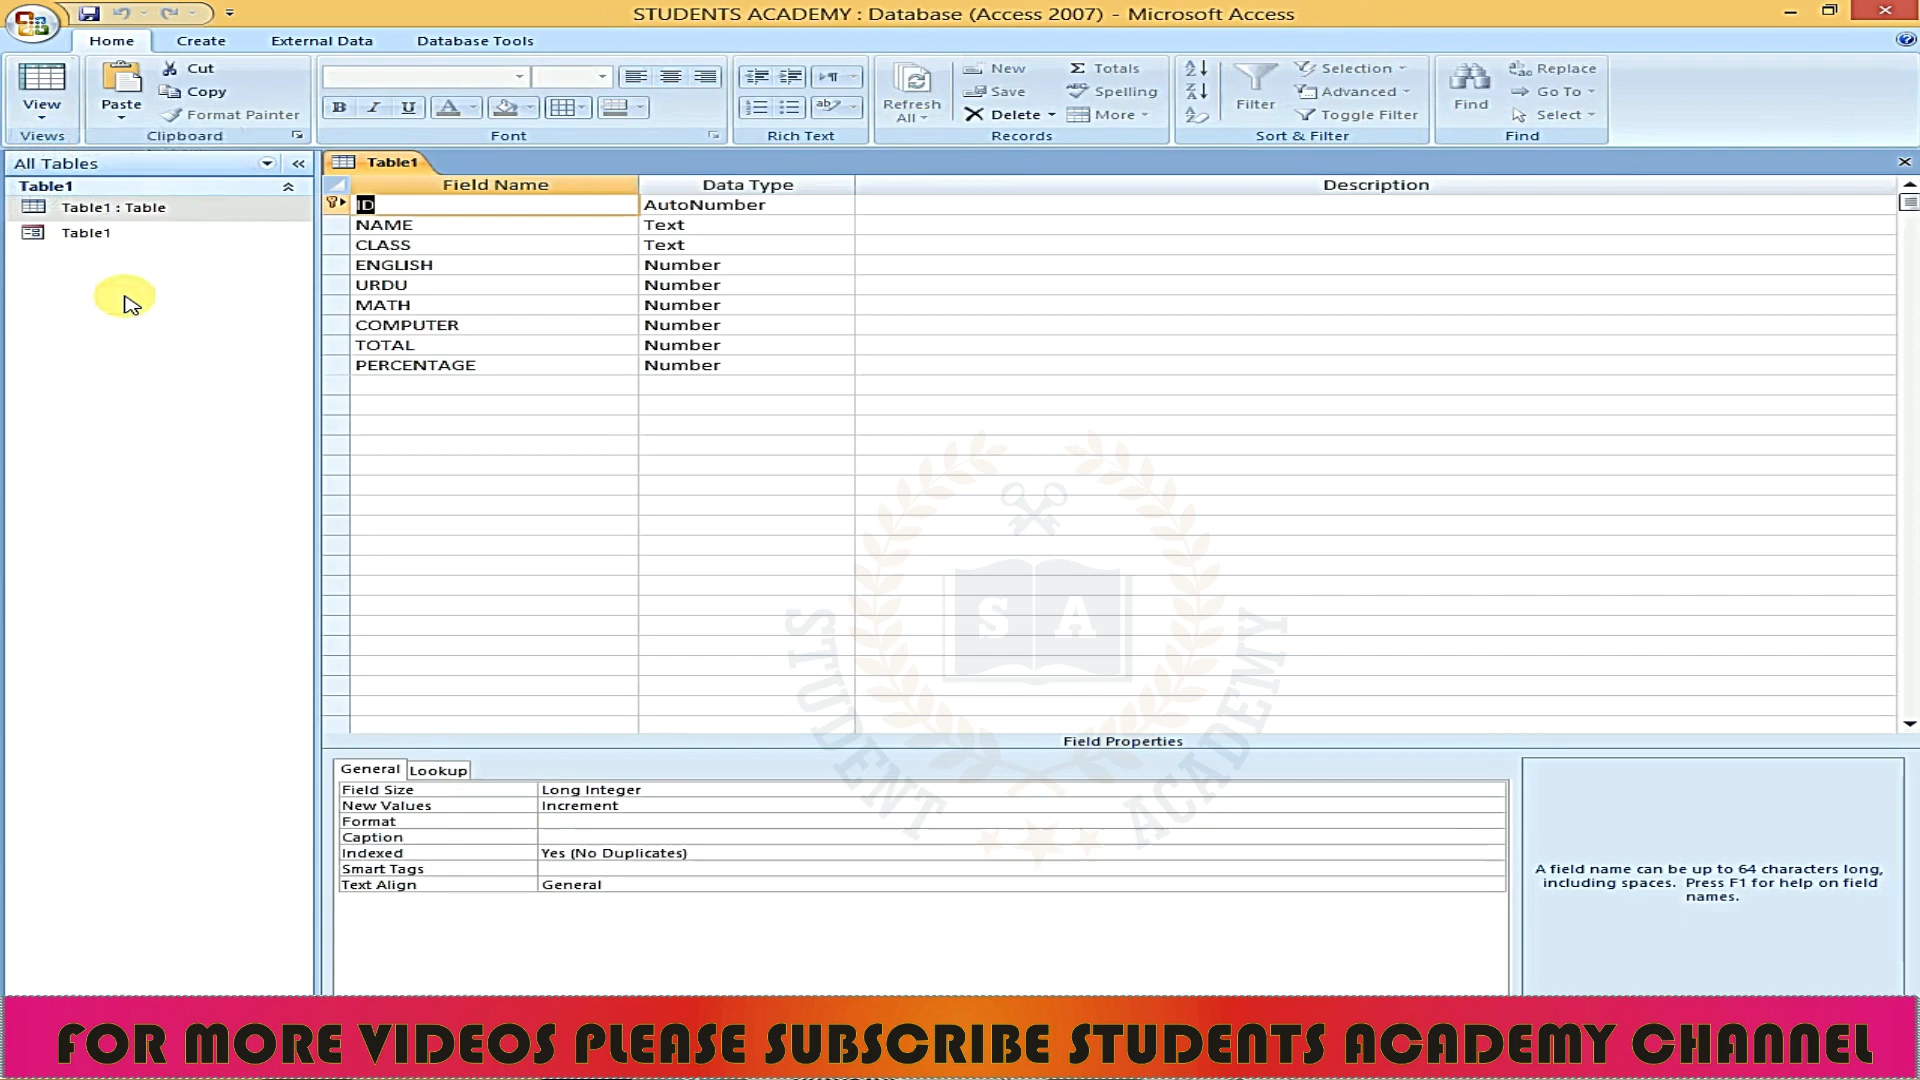 STUDENTS ACADEMY : Database (Access 2007) - Microsoft Access
Home Create External Data Database Tools
View
Views
Paste
Cut
Copy
Format Painter
Clipboard
B I U A
Font
Rich Text
Refresh
All
New
Save
Delete
Totals
Spelling
More
Records
Filter
Selection
Advanced
Toggle Filter
Sort & Filter
Find
Replace
Go To
Select
Find
All Tables
Table1
Table1 : Table
Table1
Table1
Field Name Data Type Description
ID AutoNumber
NAME Text
CLASS Text
ENGLISH Number
URDU Number
MATH Number
COMPUTER Number
TOTAL Number
PERCENTAGE Number
S A
STUDENT ACADEMY
Field Properties
General Lookup
Field Size Long Integer
New Values Increment
Format
Caption
Indexed Yes (No Duplicates)
Smart Tags
Text Align General
A field name can be up to 64 characters long,
including spaces. Press F1 for help on field
names.
FOR MORE VIDEOS PLEASE SUBSCRIBE STUDENTS ACADEMY CHANNEL